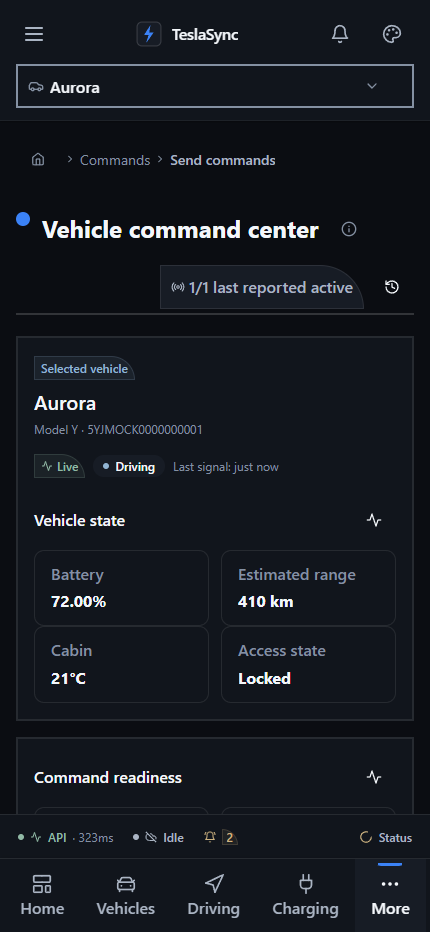 TeslaSync
Aurora
Commands Send commands
Vehicle command center
1/1 last reported active
Selected vehicle
Aurora
Model Y · 5YJMOCK0000000001
Live Driving Last signal: just now
Vehicle state
Battery Estimated range
72.00% 410 km
Cabin Access state
21°C Locked
Command readiness
API · 323ms Idle 2 Status
Home Vehicles Driving Charging More